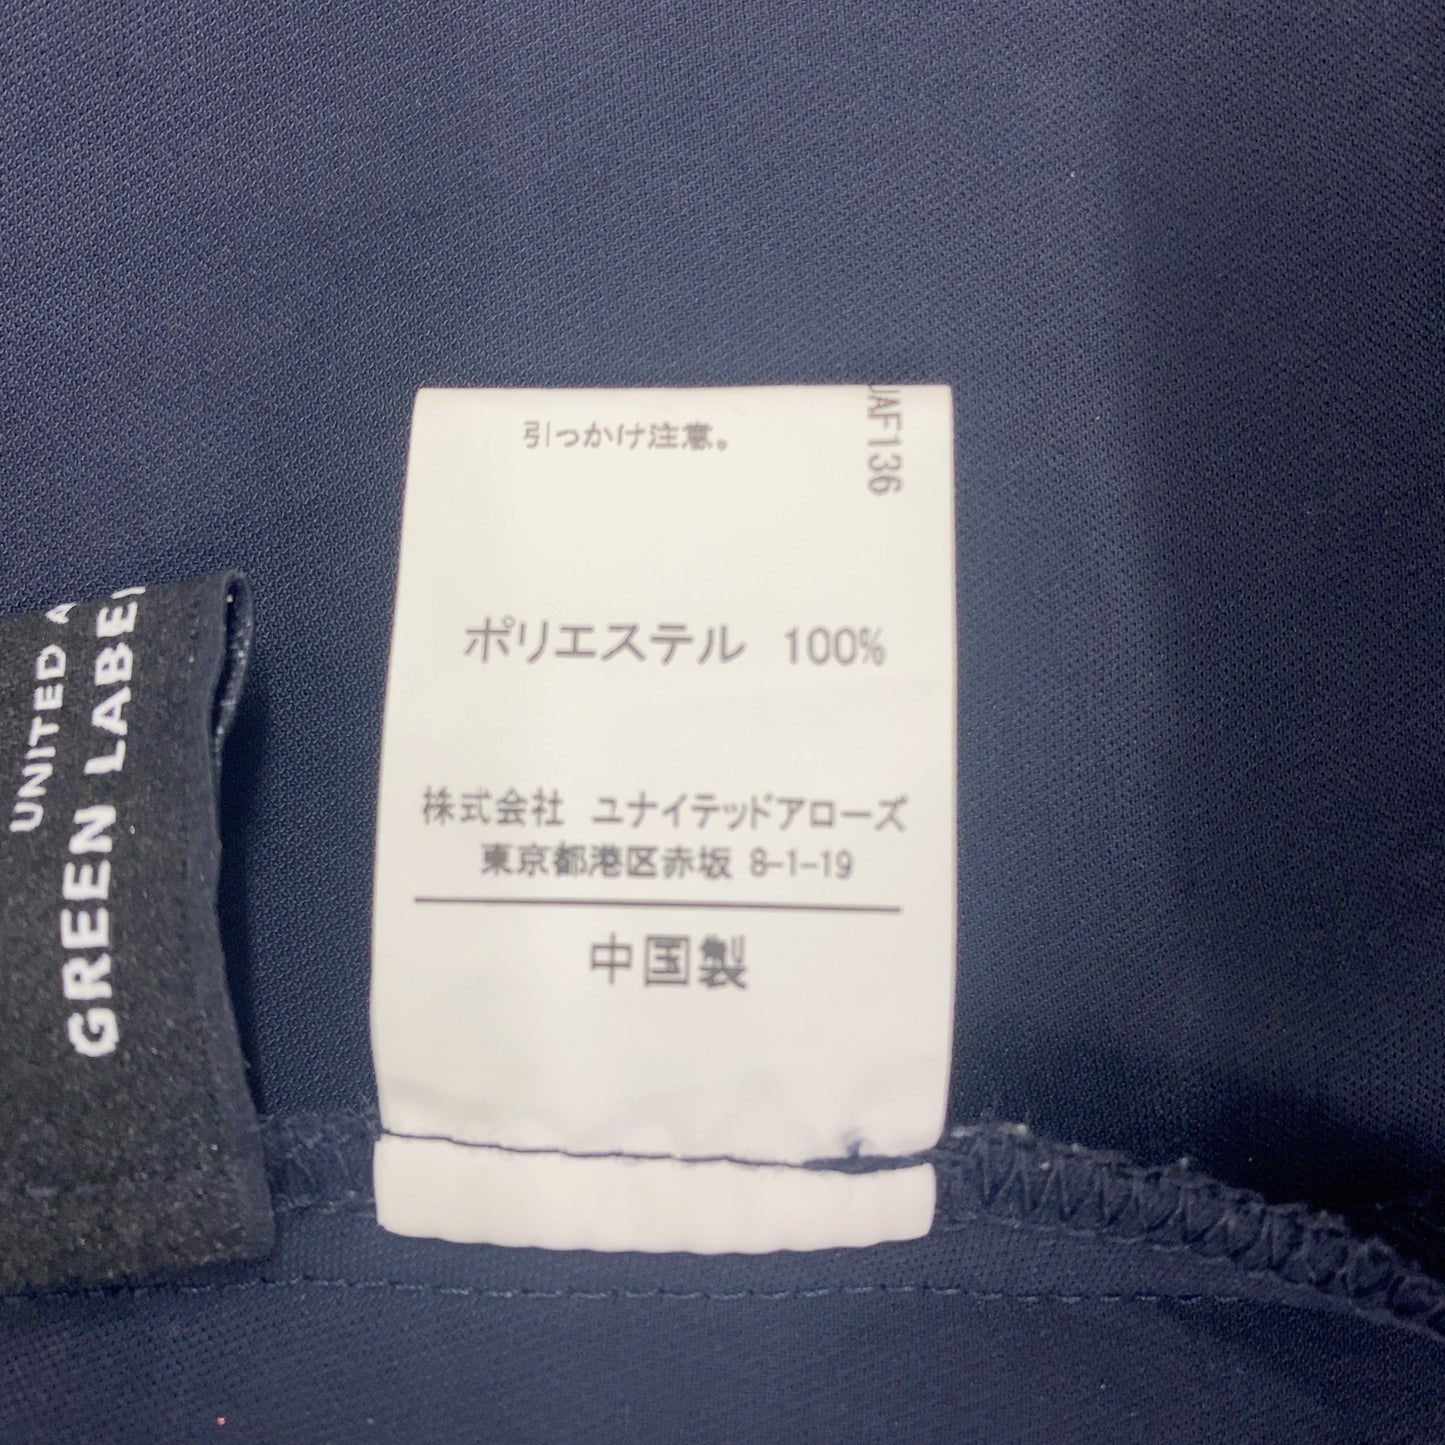 引っかけ注意。
JAF136
ポリエステル 100%
株式会社 ユナイテッドアローズ
東京都港区赤坂 8-1-19
中国製
UNITED
GREEN